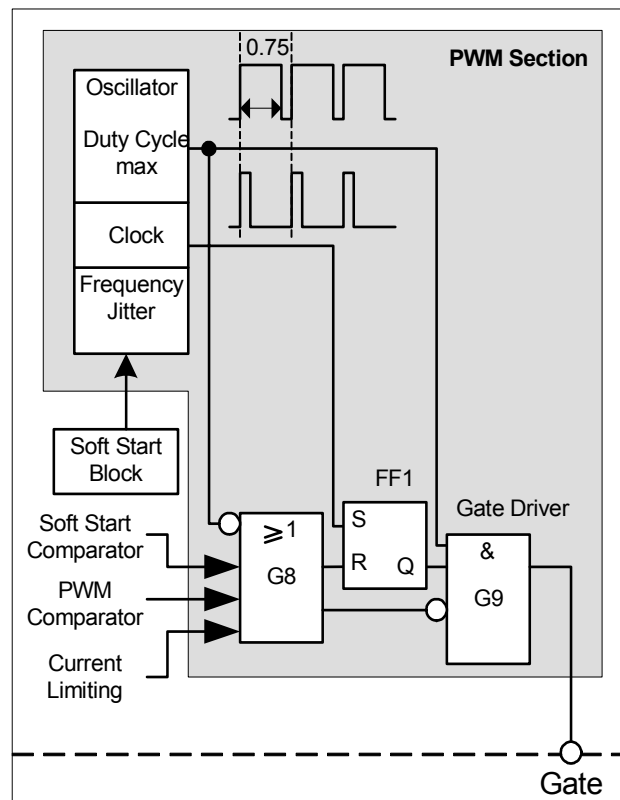 0.75
PWM Section
Oscillator
Duty Cycle
max
Clock
Frequency
Jitter
Soft Start
Block
FF1
Gate Driver
Soft Start
Comparator
PWM
Comparator
Current
Limiting
≥1
G8
S
R
Q
&
G9
Gate